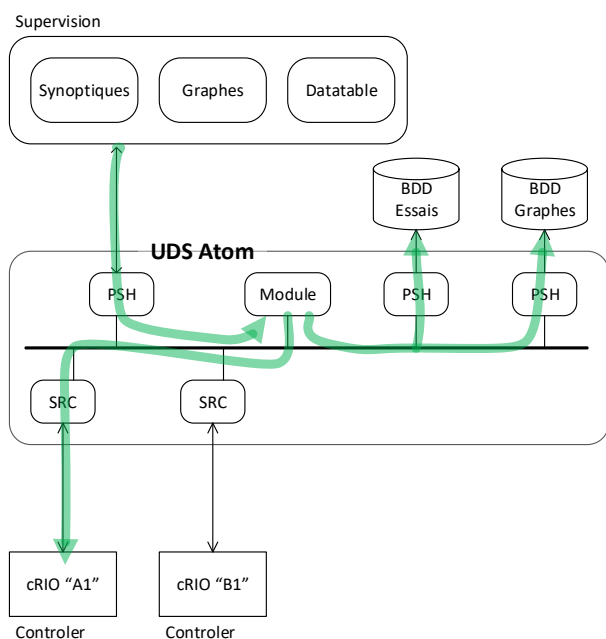 Supervision
Synoptiques
Graphes
Datatable
BDD
Essais
BDD
Graphes
UDS Atom
PSH
Module
PSH
PSH
SRC
SRC
cRIO “A1”
cRIO “B1”
Controler
Controler